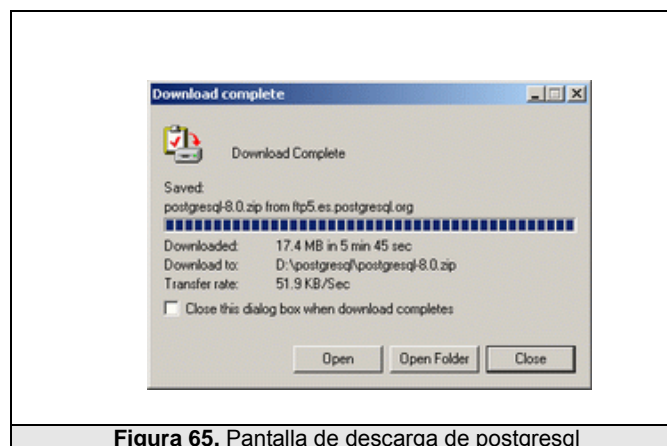 Download complete
Download Complete
Saved:
postgresql-8.0.zip from ftp5.es.postgresql.org
Downloaded: 17.4 MB in 5 min 45 sec
Download to: D:\postgresql\postgresql-8.0.zip
Transfer rate: 51.9 KB/Sec
Close this dialog box when download completes
Open Open Folder Close
Figura 65. Pantalla de descarga de postgresql